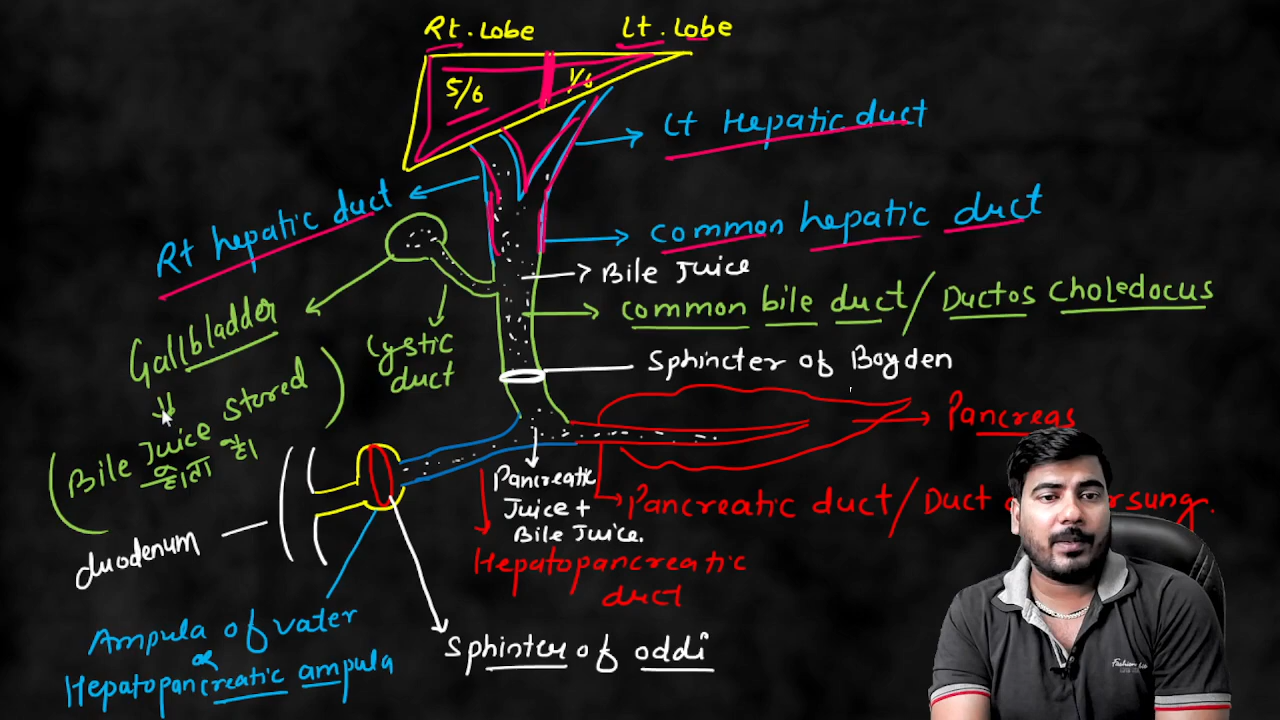 Rt. Lobe
Lt. Lobe
5/6
1/6
Lt Hepatic duct
Rt hepatic duct
common hepatic duct
Bile Juice
common bile duct/Ductos Choledocus
Gallbladder
Cystic
duct
(Bile Juice stored
होता है।)
Sphincter of Boyden
Pancreas
Pancreatic
Juice +
Bile Juice.
Pancreatic duct/Duct
sung.
Hepatopancreatic
duct
duodenum
Ampula of vater
or
Hepatopancreatic ampula
Sphinter of oddi